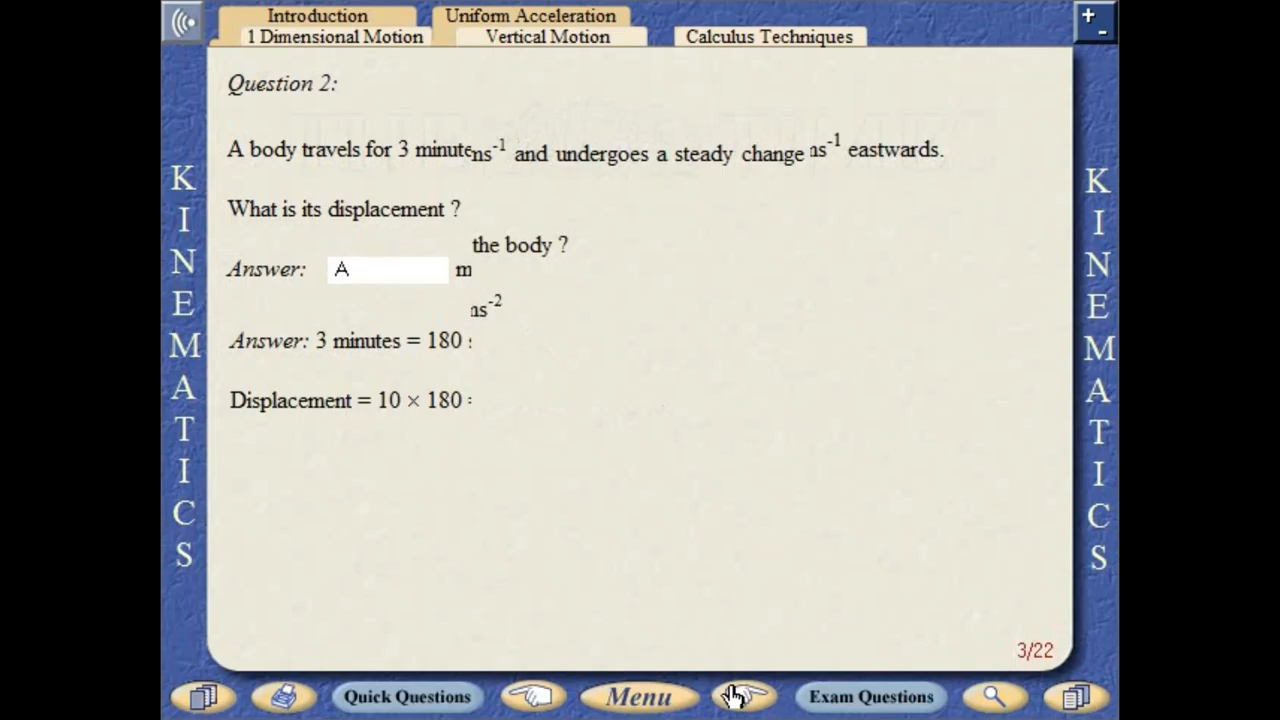 Introduction
Uniform Acceleration
1 Dimensional Motion
Vertical Motion
Calculus Techniques
+
-
Question 2:
A body travels for 3 minute ns-1 and undergoes a steady change ns-1 eastwards.
What is its displacement ?
the body ?
Answer: A m
ns-2
Answer: 3 minutes = 180
Displacement = 10 × 180
KINEMATICS
KINEMATICS
3/22
Quick Questions
Menu
Exam Questions